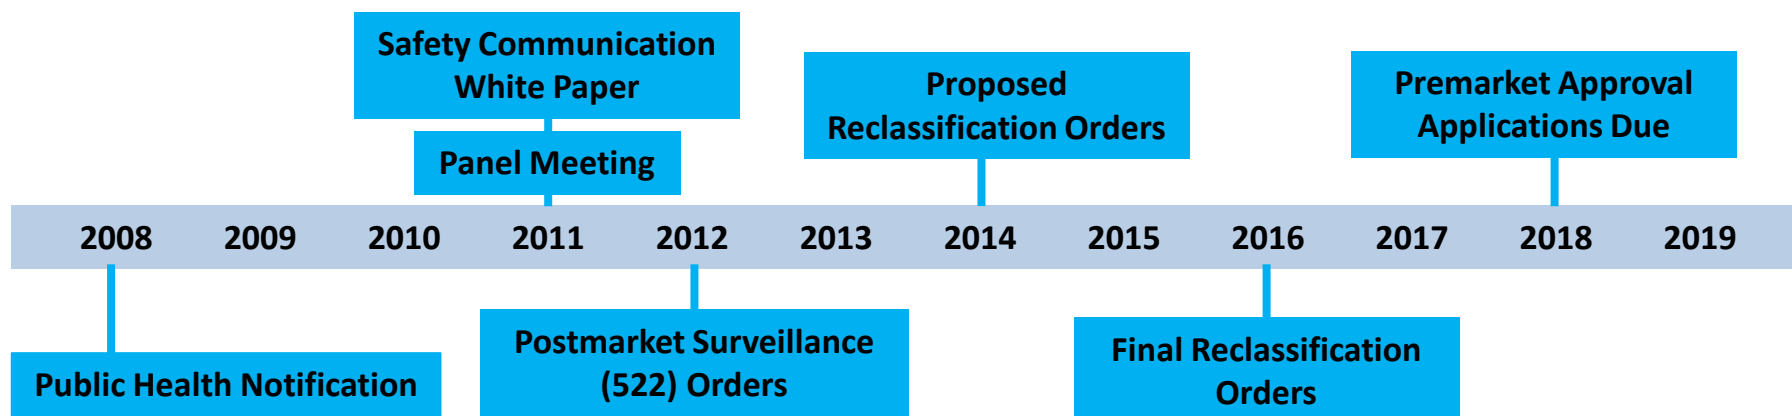 Safety Communication
White Paper
Panel Meeting
Proposed
Reclassification Orders
Premarket Approval
Applications Due
2008 2009 2010 2011 2012 2013 2014 2015 2016 2017 2018 2019
Public Health Notification
Postmarket Surveillance
(522) Orders
Final Reclassification
Orders